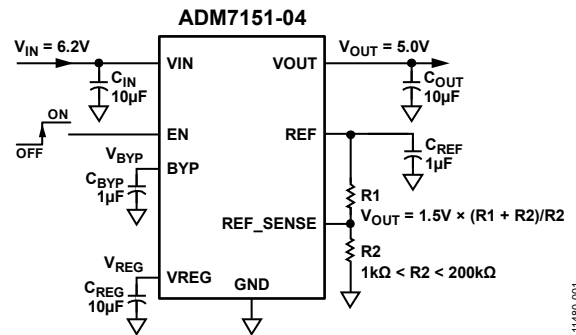 ADM7151-04
VIN = 6.2V
VIN
VOUT
VOUT = 5.0V
CIN
10µF
COUT
10µF
ON
OFF
EN
REF
CREF
1µF
VBYP
BYP
CBYP
1µF
R1
REF_SENSE
VOUT = 1.5V × (R1 + R2)/R2
R2
1kΩ < R2 < 200kΩ
VREG
VREG
CREG
10µF
GND
11480-001